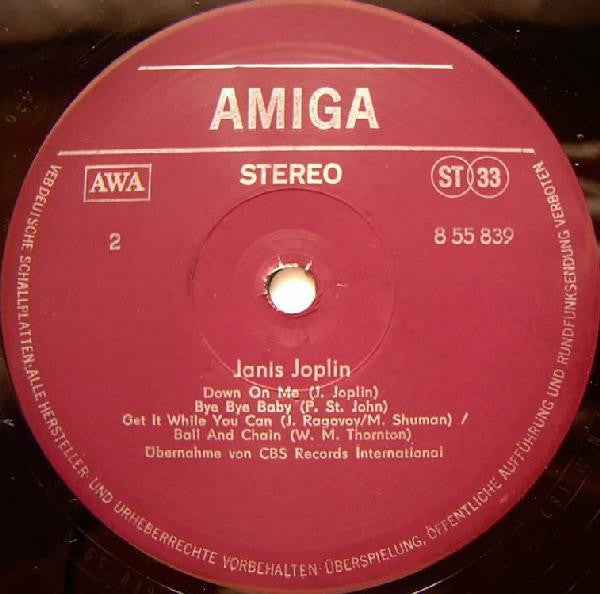 AMIGA
AWA
STEREO
ST 33
2
8 55 839
Janis Joplin
Down On Me (J. Joplin)
Bye Bye Baby (P. St. John)
Get It While You Can (J. Ragovoy/M. Shuman) /
Ball And Chain (W. M. Thornton)
Übernahme von CBS Records International
VEB DEUTSCHE SCHALLPLATTEN. ALLE HERSTELLER- UND URHEBERRECHTE VORBEHALTEN. ÜBERSPIELUNG, ÖFFENTLICHE AUFFÜHRUNG UND RUNDFUNKSENDUNG VERBOTEN